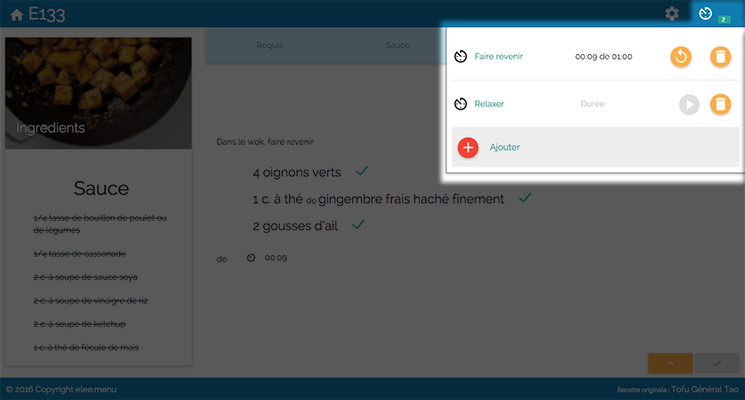 E133
2
Requis
Sauce
Faire revenir
00:09 de 01:00
Relaxer
Durée
Ajouter
Ingredients
Sauce
1/4 tasse de bouillon de poulet ou
de légumes
1/4 tasse de cassonade
2 c. à soupe de sauce soya
2 c. à soupe de vinaigre de riz
2 c. à soupe de ketchup
1 c. à thé de fécule de maïs
Dans le wok, faire revenir
4 oignons verts
1 c. à thé de gingembre frais haché finement
2 gousses d'ail
de 00:09
© 2016 Copyright elee.menu
Recette originale : Tofu Général Tao